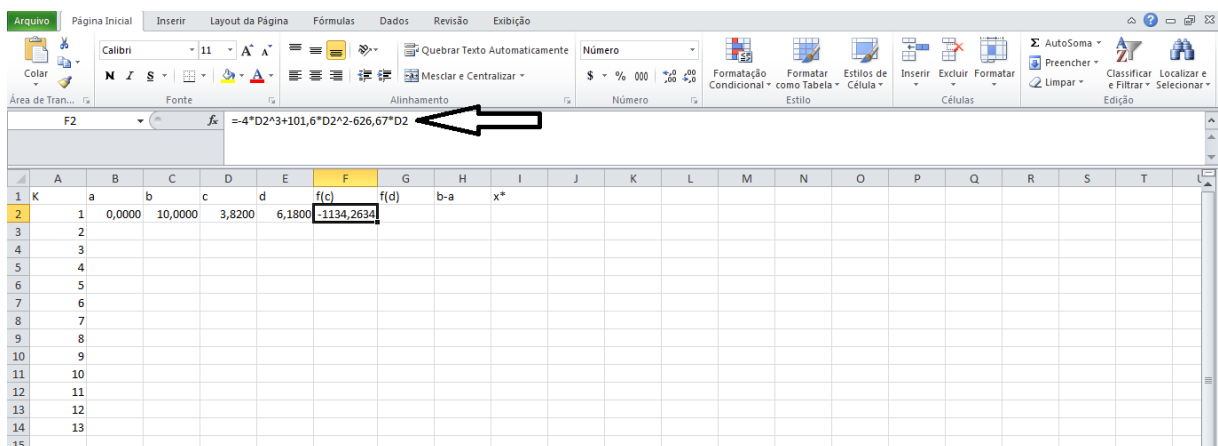 Arquivo Página Inicial Inserir Layout da Página Fórmulas Dados Revisão Exibição
Colar
Calibri 11 A A
N I S A
Quebrar Texto Automaticamente
Mesclar e Centralizar
Número
$ % 000 ,0 ,00 ,00 ,0
Formatação Condicional
Formatar como Tabela
Estilos de Célula
Inserir Excluir Formatar
Σ AutoSoma
Preencher
Limpar
Classificar e Filtrar
Localizar e Selecionar
Área de Tran... Fonte Alinhamento Número Estilo Células Edição
F2 fx =-4*D2^3+101,6*D2^2-626,67*D2
A B C D E F G H I J K L M N O P Q R S T
1 K a b c d f(c) f(d) b-a x*
2 1 0,0000 10,0000 3,8200 6,1800 -1134,2634
3 2
4 3
5 4
6 5
7 6
8 7
9 8
10 9
11 10
12 11
13 12
14 13
15